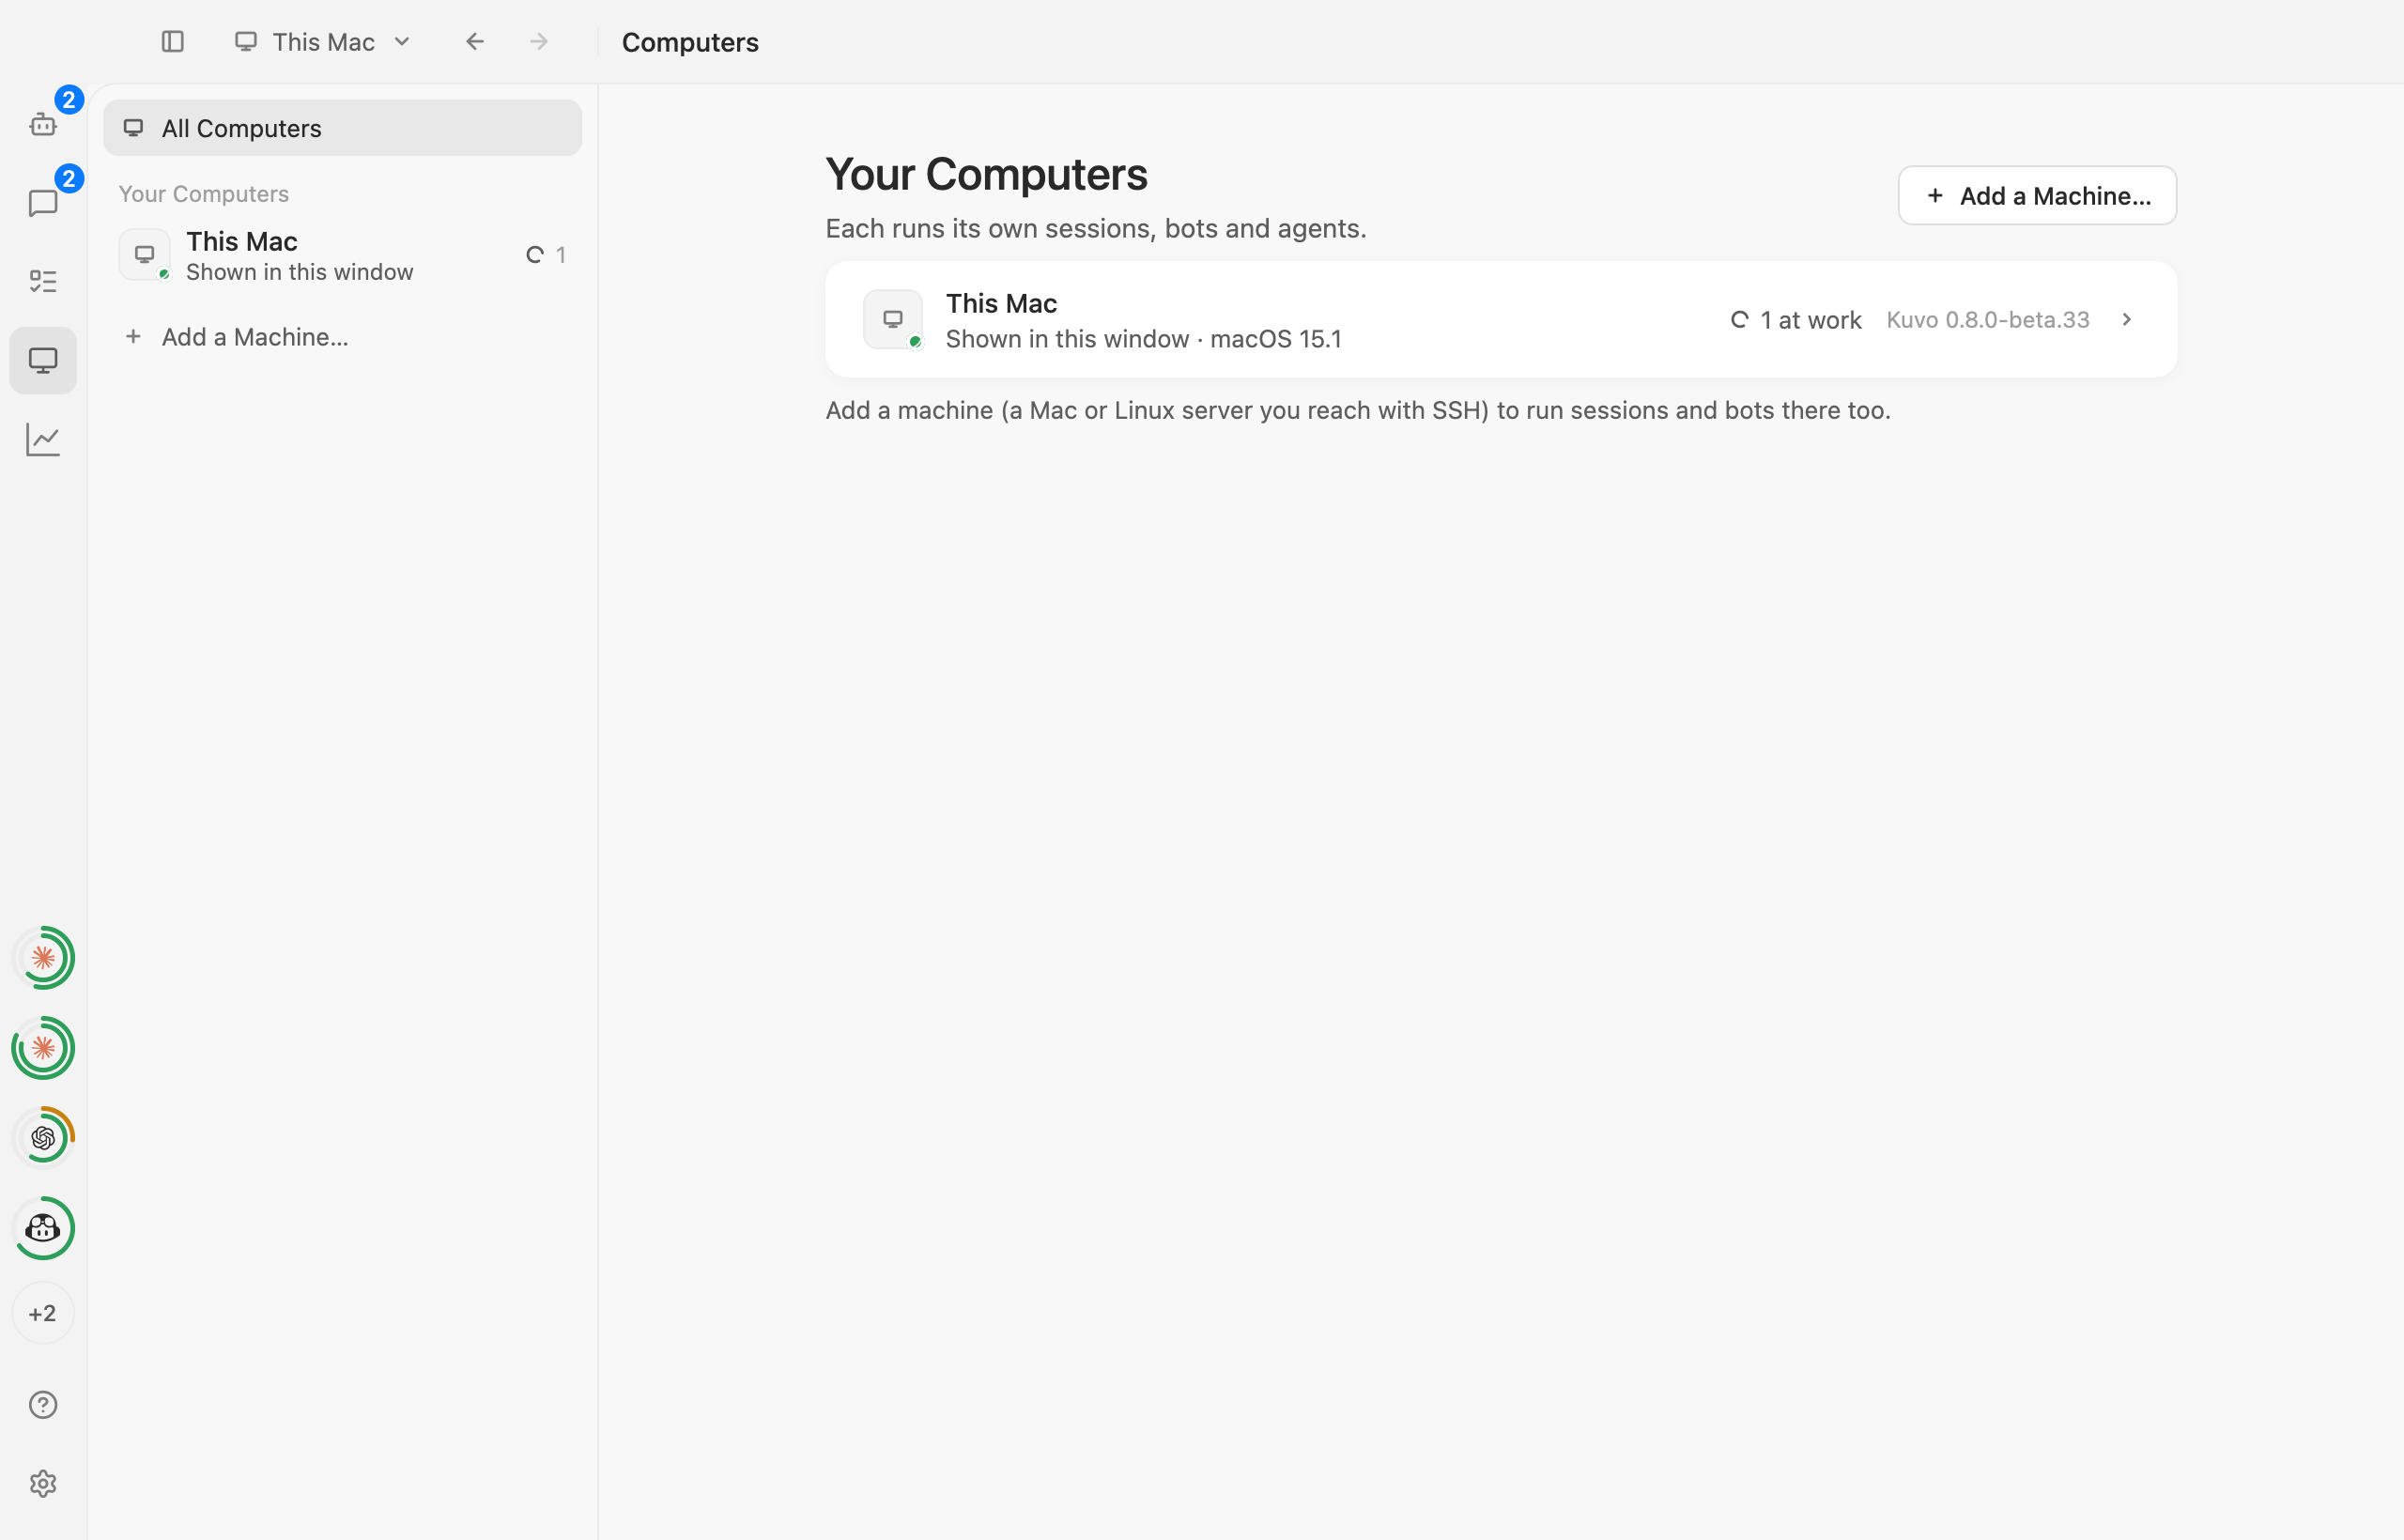 This Mac
Computers
2
2
All Computers
Your Computers
This Mac
Shown in this window
1
Add a Machine...
Your Computers
Each runs its own sessions, bots and agents.
+ Add a Machine...
This Mac
Shown in this window · macOS 15.1
1 at work
Kuvo 0.8.0-beta.33
Add a machine (a Mac or Linux server you reach with SSH) to run sessions and bots there too.
+2